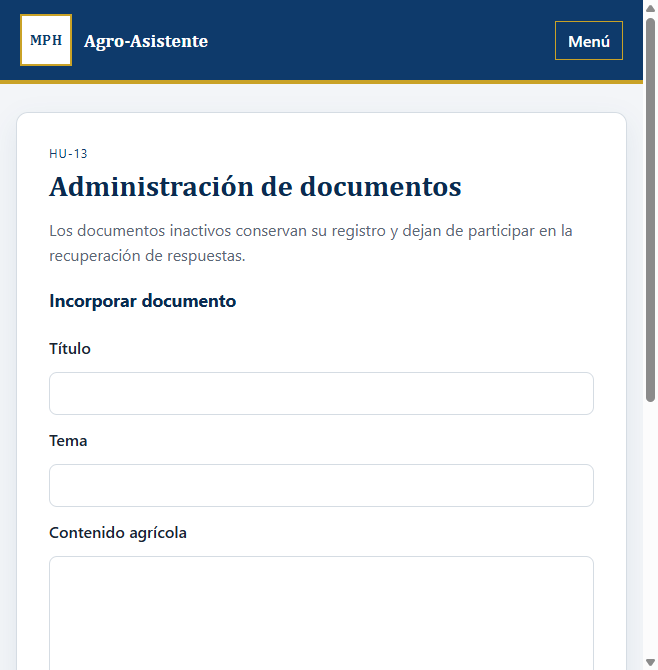 MPH
Agro-Asistente
Menú
HU-13
Administración de documentos
Los documentos inactivos conservan su registro y dejan de participar en la
recuperación de respuestas.
Incorporar documento
Título
Tema
Contenido agrícola